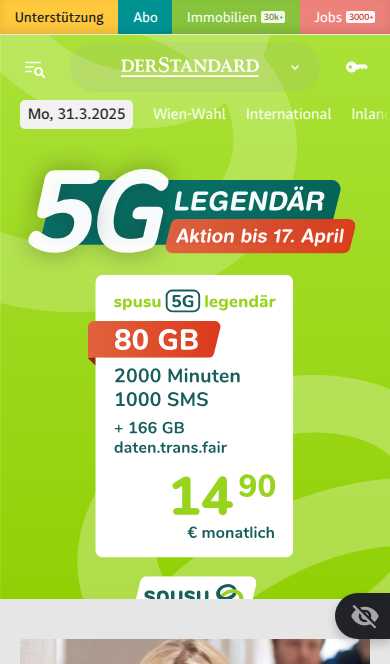 Unterstützung Abo Immobilien 30k+ Jobs 3000+
DERSTANDARD
Mo, 31.3.2025 Wien-Wahl International
5G LEGENDÄR
Aktion bis 17. April
spusu 5G legendär
80 GB
2000 Minuten
1000 SMS
+ 166 GB
daten.trans.fair
14 90
€ monatlich
spusu